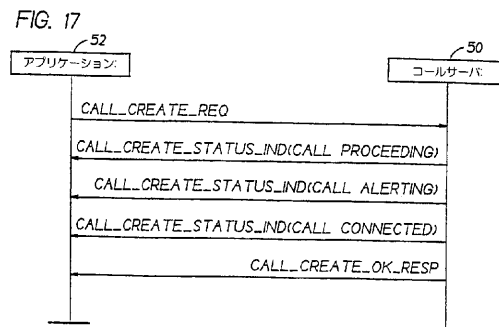 FIG. 17
52
50
アプリケーション:
コールサーバ:
CALL_CREATE_REQ
CALL_CREATE_STATUS_IND(CALL PROCEEDING)
CALL_CREATE_STATUS_IND(CALL ALERTING)
CALL_CREATE_STATUS_IND(CALL CONNECTED)
CALL_CREATE_OK_RESP